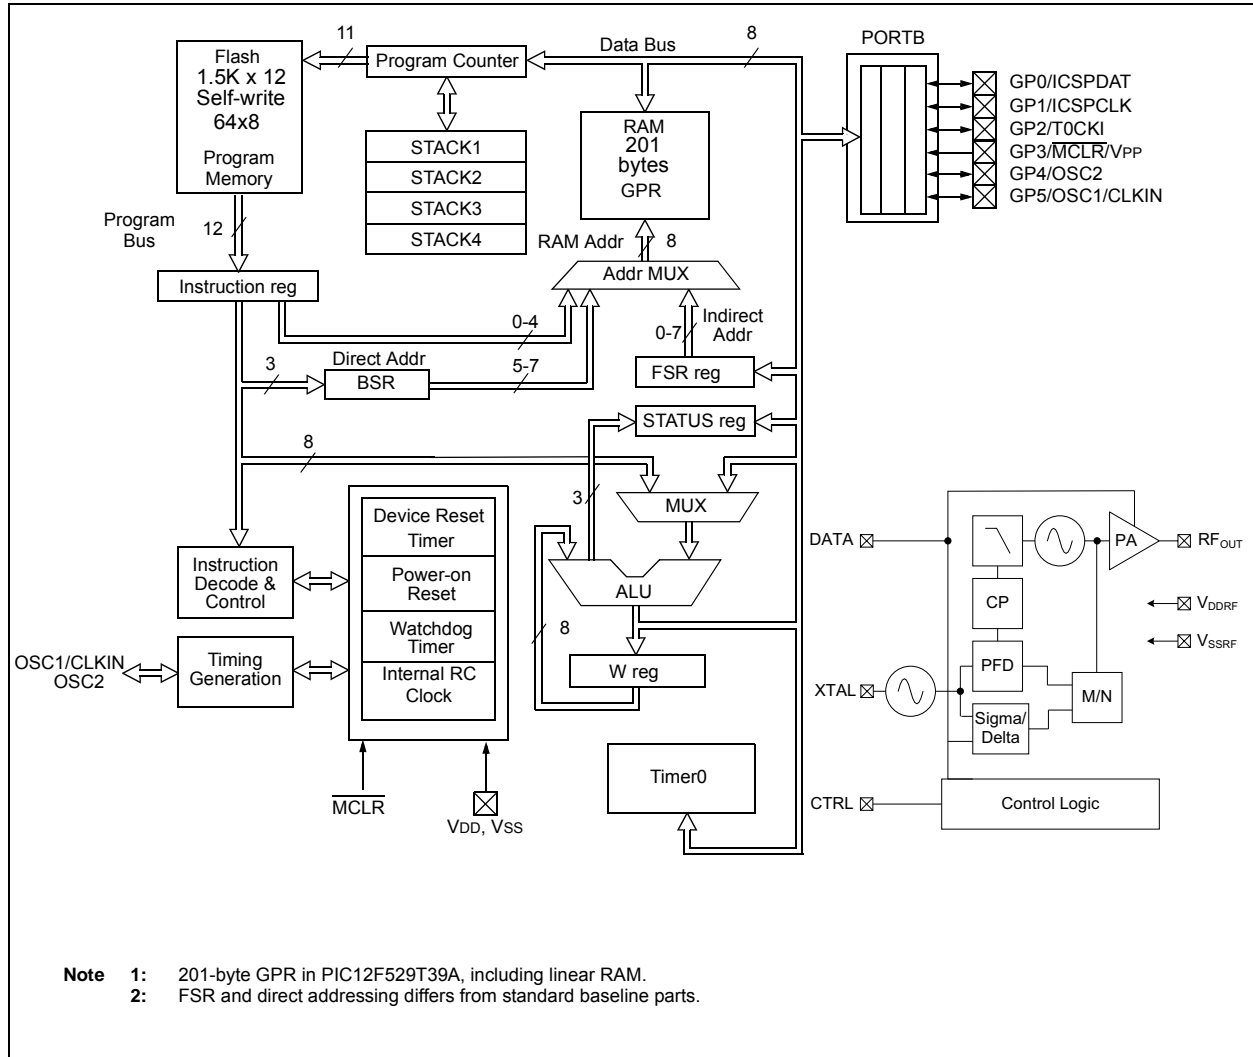 Flash
1.5K x 12
Self-write
64x8
Program
Memory
11
Program Counter
Data Bus
8
PORTB
GP0/ICSPDAT
GP1/ICSPCLK
GP2/T0CKI
GP3/MCLR/VPP
GP4/OSC2
GP5/OSC1/CLKIN
STACK1
STACK2
STACK3
STACK4
RAM
201
bytes
GPR
Program
Bus
12
RAM Addr
8
Addr MUX
Instruction reg
0-4
0-7
Indirect
Addr
3
Direct Addr
BSR
5-7
FSR reg
STATUS reg
8
3
MUX
Device Reset
Timer
Power-on
Reset
Watchdog
Timer
Internal RC
Clock
Instruction
Decode &
Control
ALU
8
W reg
OSC1/CLKIN
OSC2
Timing
Generation
MCLR
VDD, VSS
Timer0
DATA
PA
RFOUT
CP
VDDRF
VSSRF
PFD
XTAL
M/N
Sigma/
Delta
CTRL
Control Logic
Note 1: 201-byte GPR in PIC12F529T39A, including linear RAM.
2: FSR and direct addressing differs from standard baseline parts.